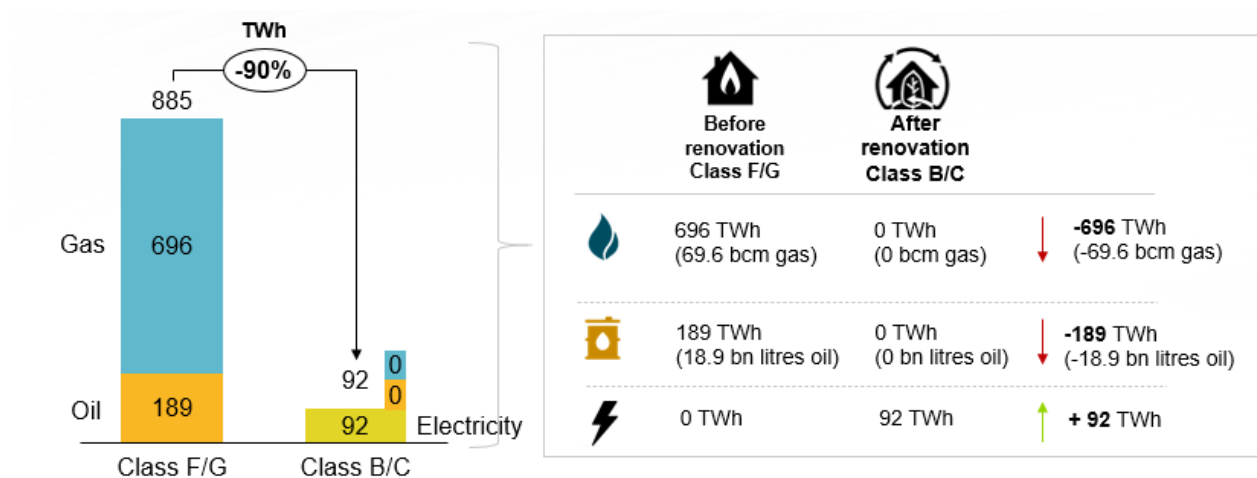 TWh
-90%
885
Gas
696
Oil
189
92
0
0
92
Electricity
Class F/G
Class B/C
Before
renovation
Class F/G
After
renovation
Class B/C
696 TWh
(69.6 bcm gas)
0 TWh
(0 bcm gas)
-696 TWh
(-69.6 bcm gas)
189 TWh
(18.9 bn litres oil)
0 TWh
(0 bn litres oil)
-189 TWh
(-18.9 bn litres oil)
0 TWh
92 TWh
+ 92 TWh